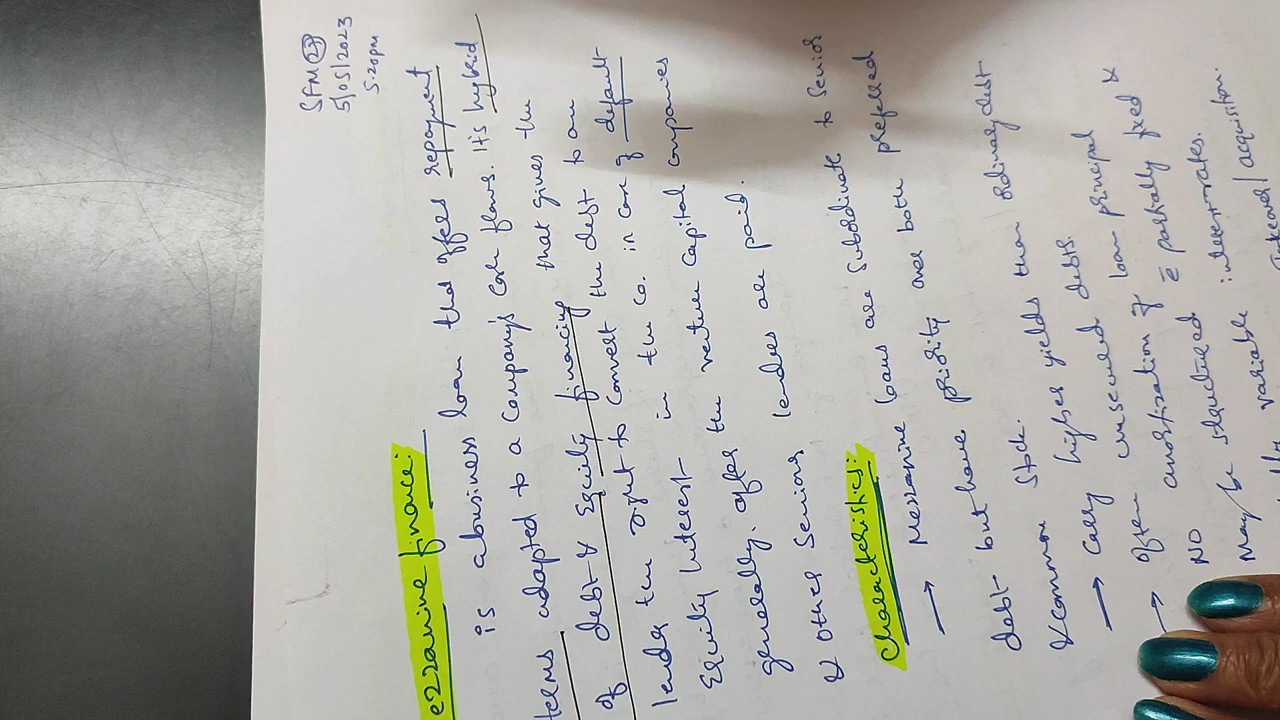 SFM 27
5/05/2023
5.20pm
ezzanine finance:
is abusiness loan that offers repayment
terms adapted to a Company's Cash flows. It's hybrid
of debt & Equity financing that gives the
lender the right to Convert the debt to an
Equity Interest in the Co. in case of default
generally. after the venture Capital companies
& other Seniors lenders are paid.
Characteristics:
→ Mezzanine loans are Subordinate to Senior
debt but have priority over both preferred
& common Stock.
→ Carry higher yields than ordinary debt
→ Often unsecured debts.
NO amortization of loan principal
May be structured c̄ partially fixed &
variable interest rates.
Takeover/acquisition.